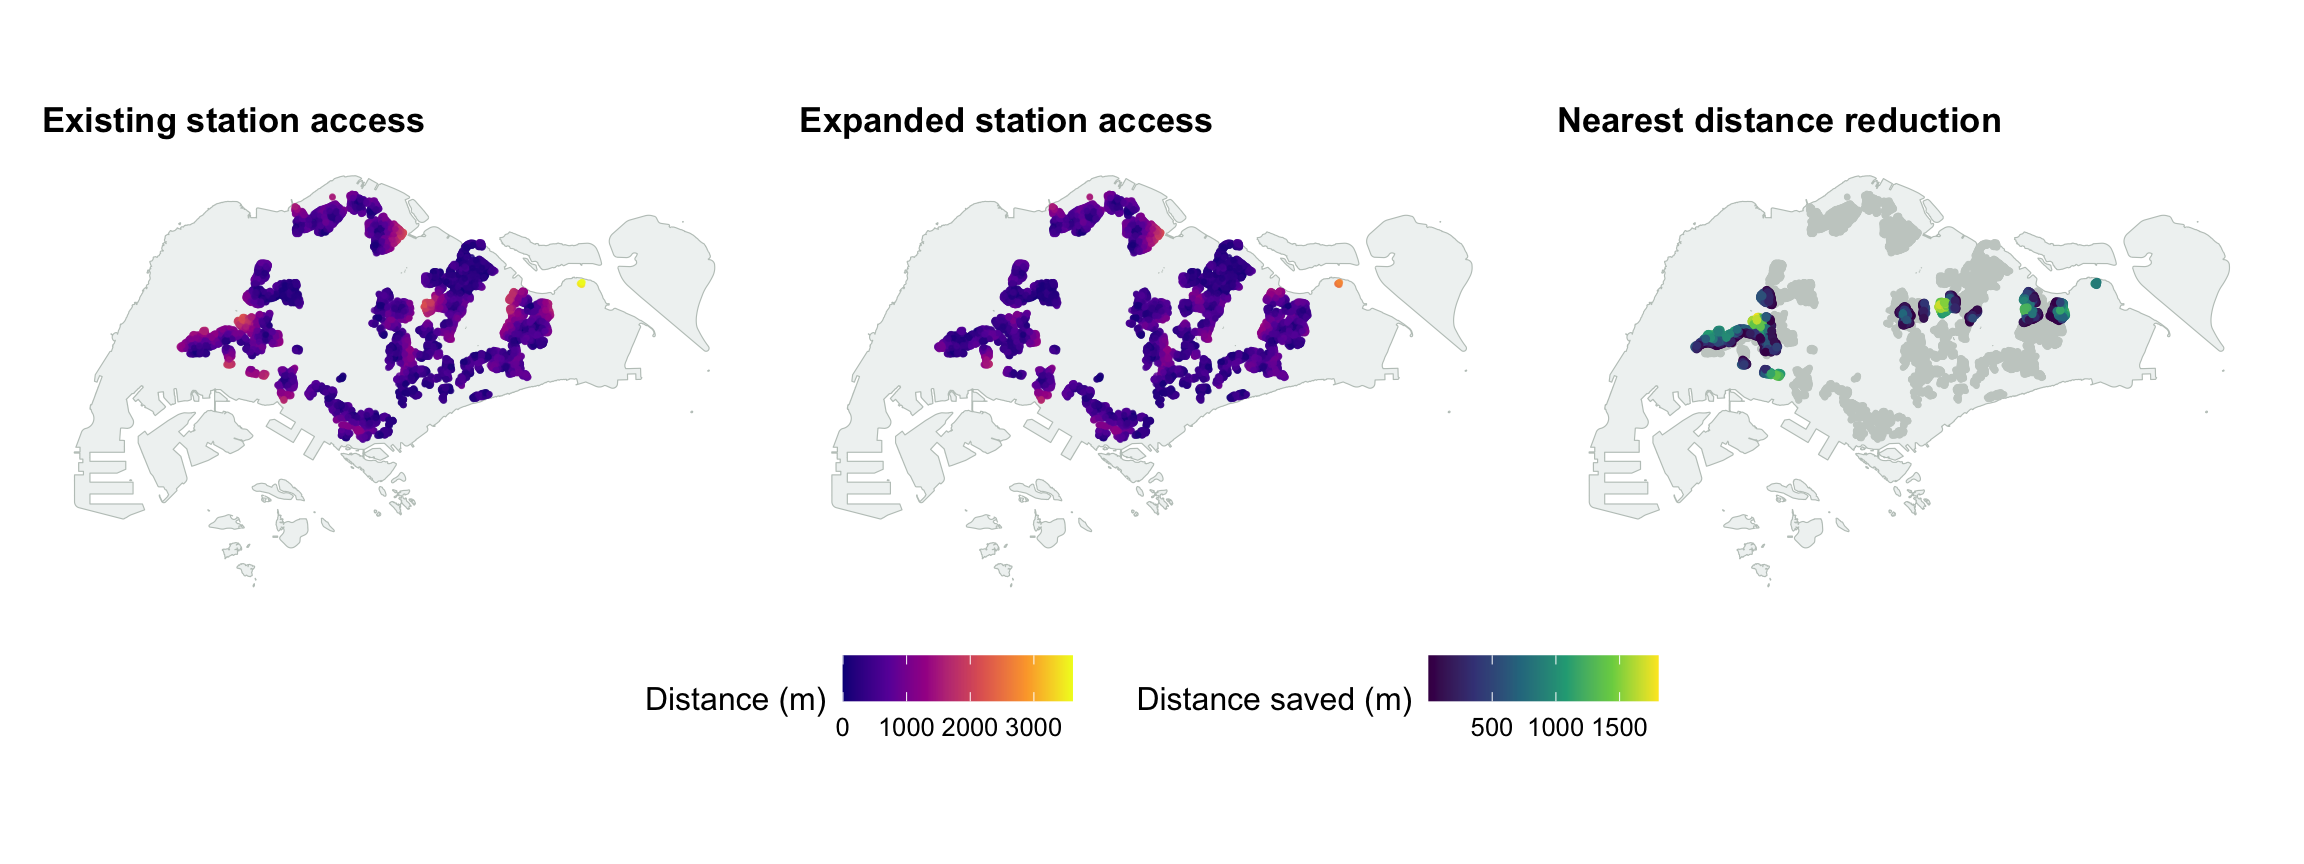 Existing station access
Expanded station access
Nearest distance reduction
Distance (m)
0 1000 2000 3000
Distance saved (m)
500 1000 1500